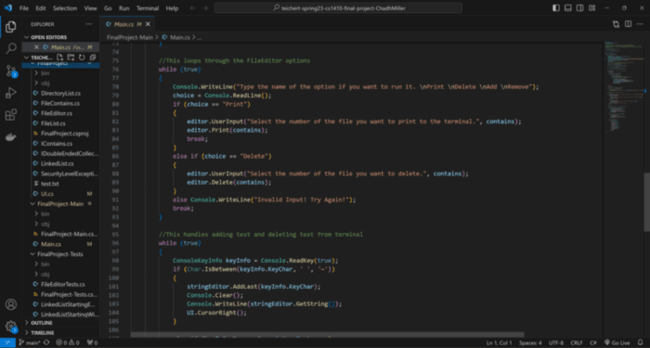 File Edit Selection View Go Run Terminal Help
teichert-spring23-cs1410-final-project-ChadhMiller
EXPLORER
OPEN EDITORS
Main.cs Fin...
TEICHE...
FinalProject
bin
obj
DirectoryList.cs
FileContains.cs
FileEditor.cs
FileList.cs
FinalProject.csproj
IContains.cs
IDoubleEndedCollec...
LinkedList.cs
SecurityLevelExcepti...
test.txt
UI.cs M
FinalProject-Main
bin
obj
FinalProject-Main.cs...
Main.cs M
FinalProject-Tests
bin
obj
FileEditorTests.cs
FinalProject-Tests.cs...
LinkedListStartingE...
LinkedListStartingWi...
OUTLINE
TIMELINE
Main.cs M
FinalProject-Main > Main.cs > ...
73 }
74
75 //This loops through the FileEditor options
76 while (true)
77 {
78 Console.WriteLine("Type the name of the option if you want to run it. \nPrint \nDelete \nAdd \nRemove");
79 choice = Console.ReadLine();
80 if (choice == "Print")
81 {
82 editor.UserInput("Select the number of the file you want to print to the terminal.", contains);
83 editor.Print(contains);
84 break;
85 }
86 else if (choice == "Delete")
87 {
88 editor.UserInput("Select the number of the file you want to delete.", contains);
89 editor.Delete(contains);
90 }
91 else Console.WriteLine("Invalid Input! Try Again!");
92 break;
93 }
94
95 //This handles adding text and deleting text from terminal
96 while (true)
97 {
98 ConsoleKeyInfo keyInfo = Console.ReadKey(true);
99 if (Char.IsBetween(keyInfo.KeyChar, ' ', '~'))
100 {
101 stringEditor.AddLast(keyInfo.KeyChar);
102 Console.Clear();
103 Console.WriteLine(stringEditor.GetString());
104 UI.CursorRight();
105 }
106
main* 0 0 0 Ln 1, Col 1 Spaces: 4 UTF-8 CRLF C# Go Live